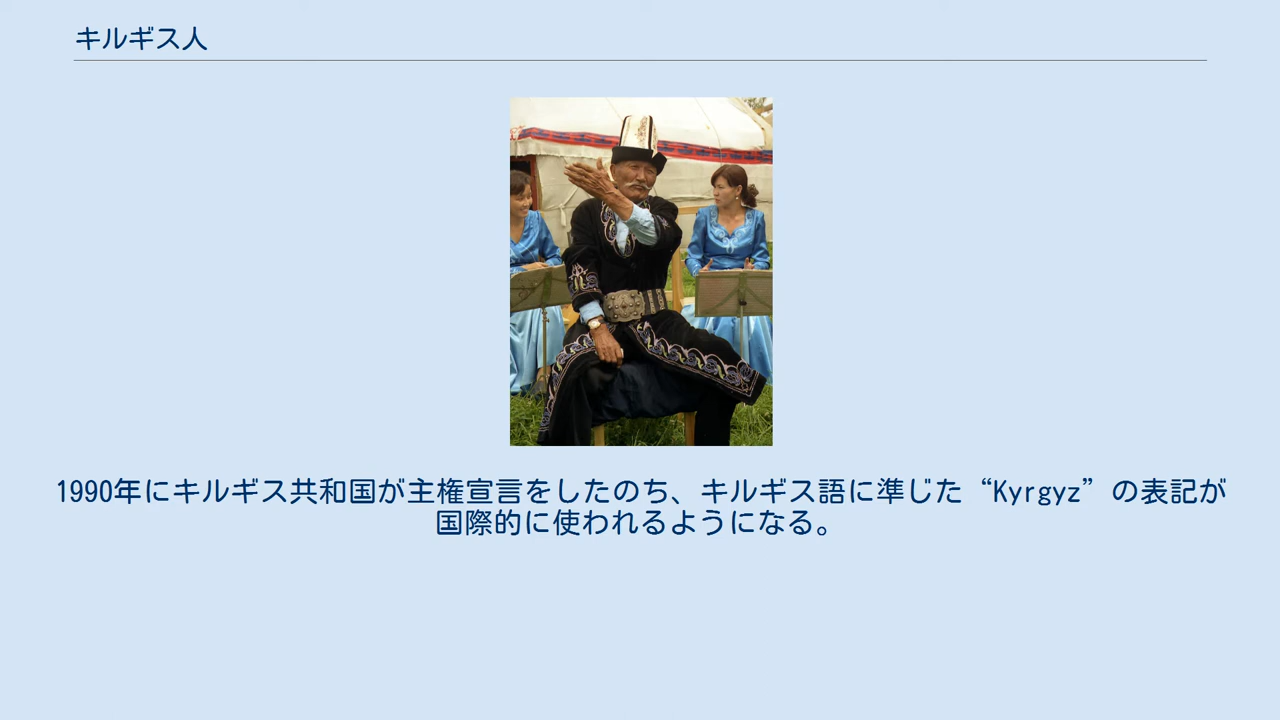 キルギス人
1990年にキルギス共和国が主権宣言をしたのち、キルギス語に準じた“Kyrgyz”の表記が
国際的に使われるようになる。